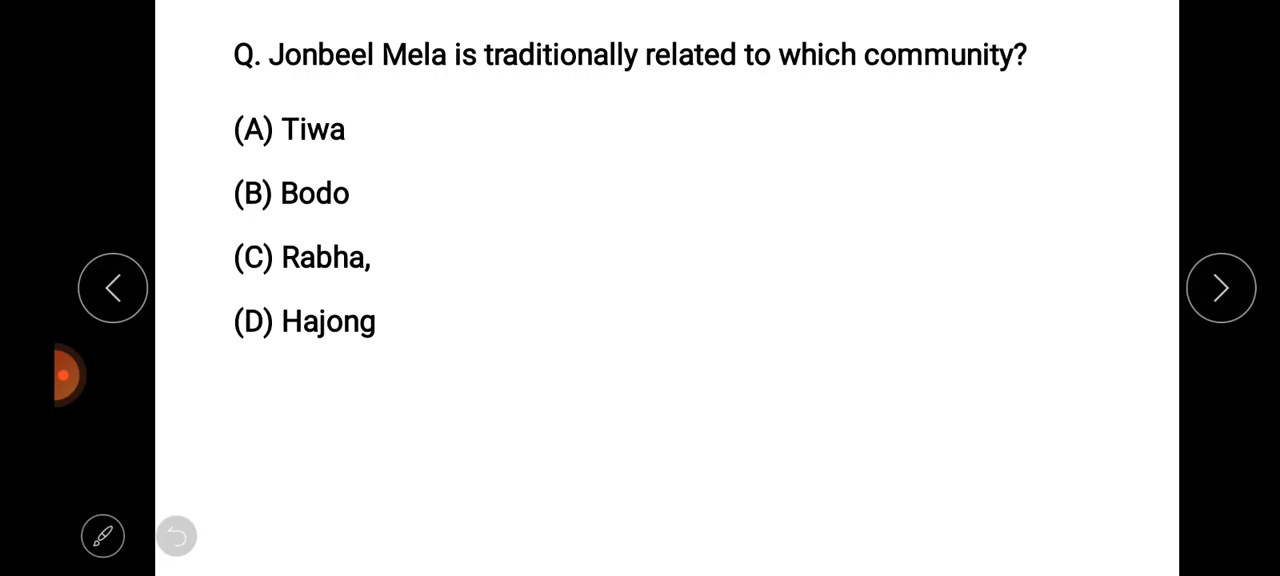 Q. Jonbeel Mela is traditionally related to which community?
(A) Tiwa
(B) Bodo
(C) Rabha,
(D) Hajong